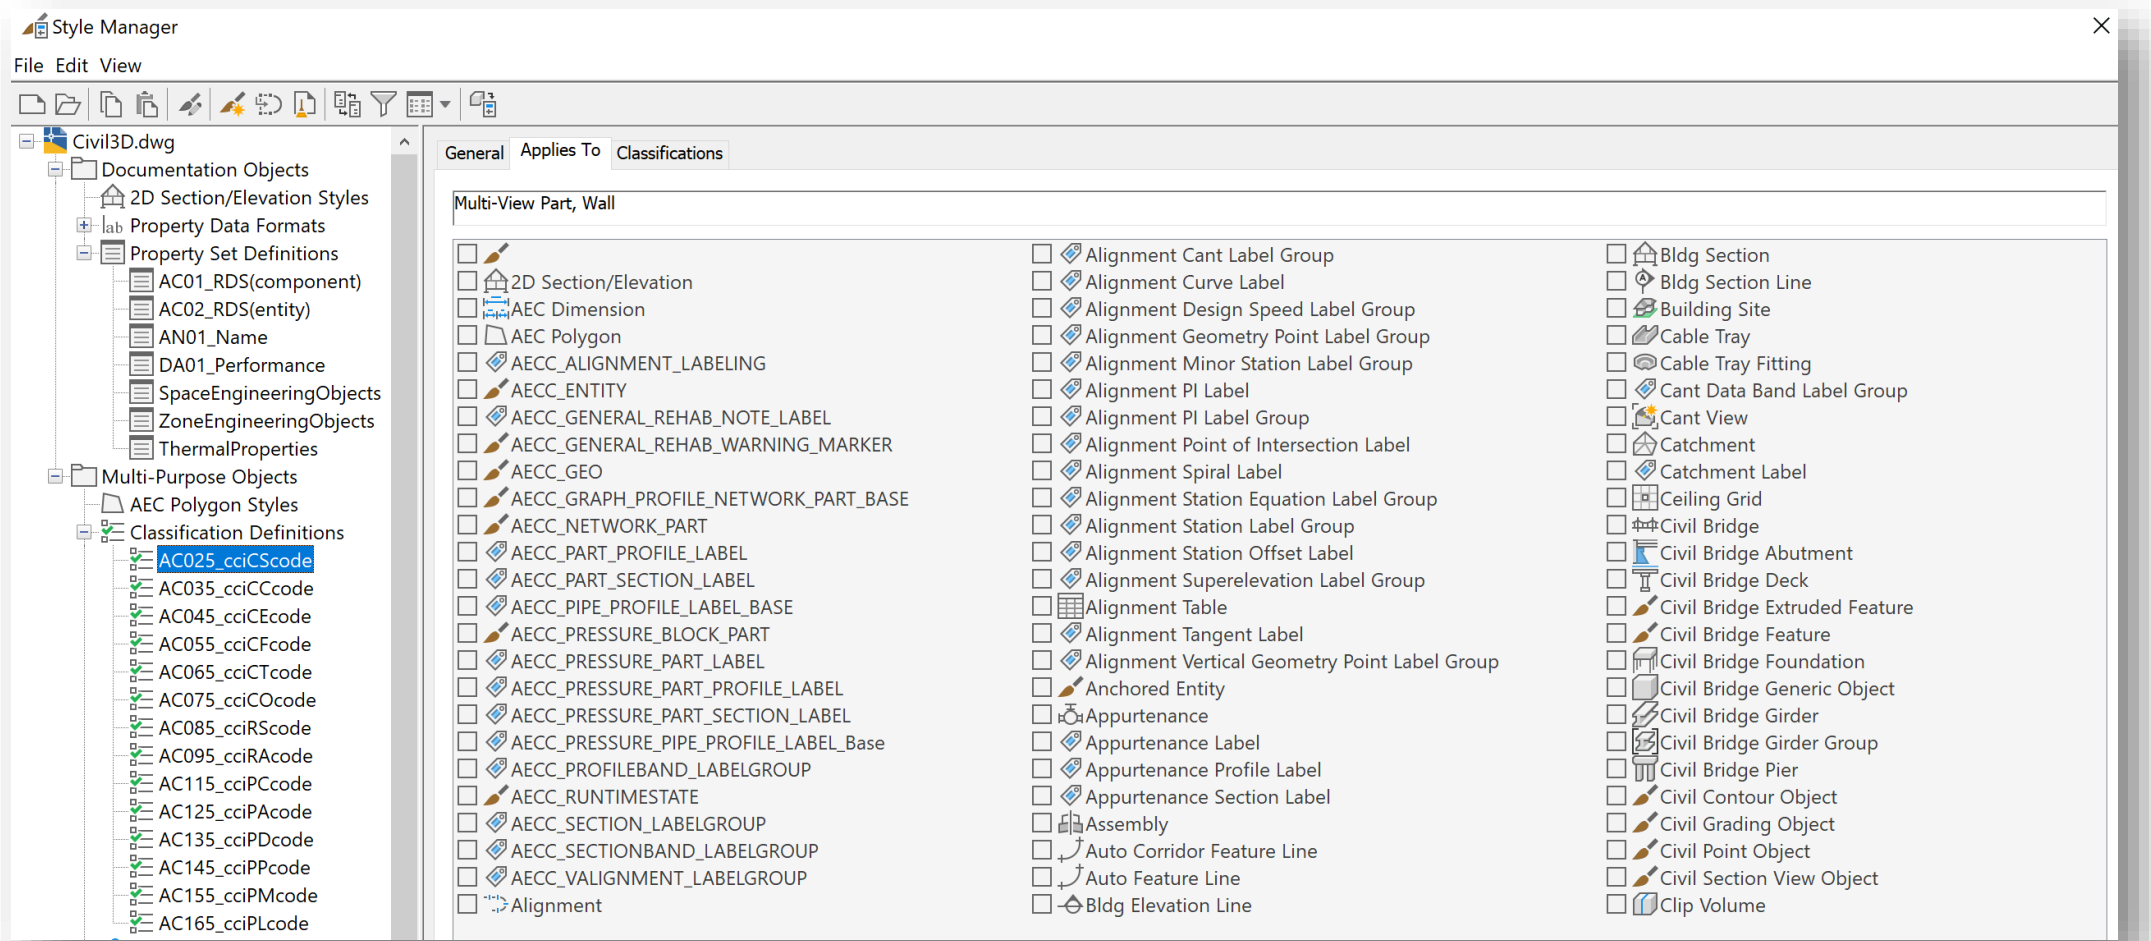 Style Manager
File Edit View
Civil3D.dwg
Documentation Objects
2D Section/Elevation Styles
lab Property Data Formats
Property Set Definitions
AC01_RDS(component)
AC02_RDS(entity)
AN01_Name
DA01_Performance
SpaceEngineeringObjects
ZoneEngineeringObjects
ThermalProperties
Multi-Purpose Objects
AEC Polygon Styles
Classification Definitions
AC025_cciCScode
AC035_cciCCcode
AC045_cciCEcode
AC055_cciCFcode
AC065_cciCTcode
AC075_cciCOcode
AC085_cciRScode
AC095_cciRAcode
AC115_cciPCcode
AC125_cciPAcode
AC135_cciPDcode
AC145_cciPPcode
AC155_cciPMcode
AC165_cciPLcode
General Applies To Classifications
Multi-View Part, Wall
2D Section/Elevation
AEC Dimension
AEC Polygon
AECC_ALIGNMENT_LABELING
AECC_ENTITY
AECC_GENERAL_REHAB_NOTE_LABEL
AECC_GENERAL_REHAB_WARNING_MARKER
AECC_GEO
AECC_GRAPH_PROFILE_NETWORK_PART_BASE
AECC_NETWORK_PART
AECC_PART_PROFILE_LABEL
AECC_PART_SECTION_LABEL
AECC_PIPE_PROFILE_LABEL_BASE
AECC_PRESSURE_BLOCK_PART
AECC_PRESSURE_PART_LABEL
AECC_PRESSURE_PART_PROFILE_LABEL
AECC_PRESSURE_PART_SECTION_LABEL
AECC_PRESSURE_PIPE_PROFILE_LABEL_Base
AECC_PROFILEBAND_LABELGROUP
AECC_RUNTIMESTATE
AECC_SECTION_LABELGROUP
AECC_SECTIONBAND_LABELGROUP
AECC_VALIGNMENT_LABELGROUP
Alignment
Alignment Cant Label Group
Alignment Curve Label
Alignment Design Speed Label Group
Alignment Geometry Point Label Group
Alignment Minor Station Label Group
Alignment PI Label
Alignment PI Label Group
Alignment Point of Intersection Label
Alignment Spiral Label
Alignment Station Equation Label Group
Alignment Station Label Group
Alignment Station Offset Label
Alignment Superelevation Label Group
Alignment Table
Alignment Tangent Label
Alignment Vertical Geometry Point Label Group
Anchored Entity
Appurtenance
Appurtenance Label
Appurtenance Profile Label
Appurtenance Section Label
Assembly
Auto Corridor Feature Line
Auto Feature Line
Bldg Elevation Line
Bldg Section
Bldg Section Line
Building Site
Cable Tray
Cable Tray Fitting
Cant Data Band Label Group
Cant View
Catchment
Catchment Label
Ceiling Grid
Civil Bridge
Civil Bridge Abutment
Civil Bridge Deck
Civil Bridge Extruded Feature
Civil Bridge Feature
Civil Bridge Foundation
Civil Bridge Generic Object
Civil Bridge Girder
Civil Bridge Girder Group
Civil Bridge Pier
Civil Contour Object
Civil Grading Object
Civil Point Object
Civil Section View Object
Clip Volume